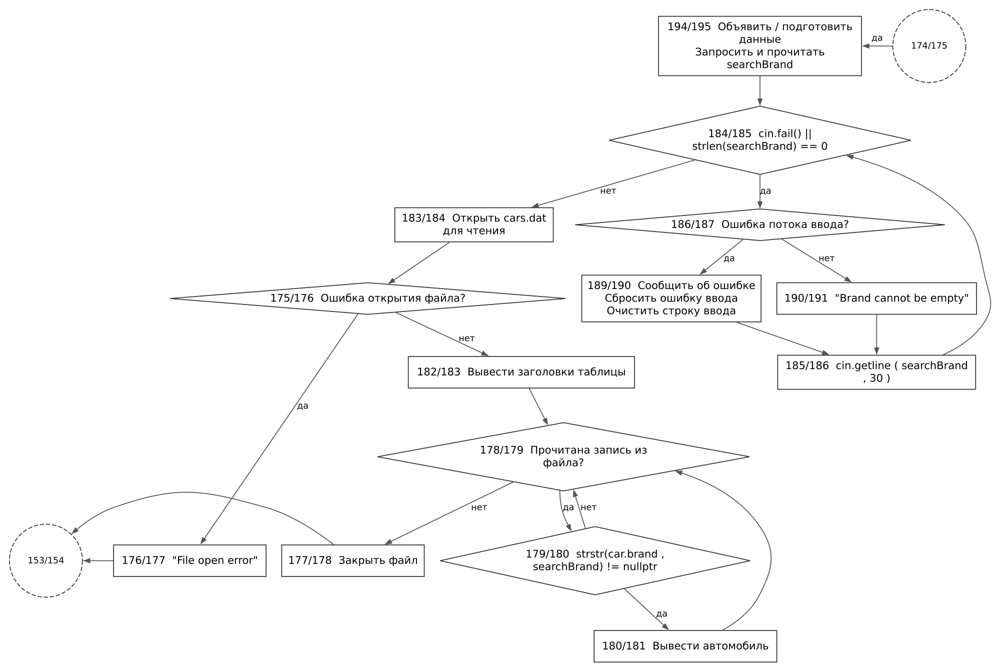 194/195 Объявить / подготовить
данные
Запросить и прочитать
searchBrand
да
174/175
184/185 cin.fail() ||
strlen(searchBrand) == 0
нет
да
183/184 Открыть cars.dat
для чтения
186/187 Ошибка потока ввода?
да
нет
189/190 Сообщить об ошибке
Сбросить ошибку ввода
Очистить строку ввода
190/191 "Brand cannot be empty"
175/176 Ошибка открытия файла?
нет
185/186 cin.getline ( searchBrand
, 30 )
182/183 Вывести заголовки таблицы
да
178/179 Прочитана запись из
файла?
нет
да
нет
153/154
176/177 "File open error"
177/178 Закрыть файл
179/180 strstr(car.brand ,
searchBrand) != nullptr
да
180/181 Вывести автомобиль